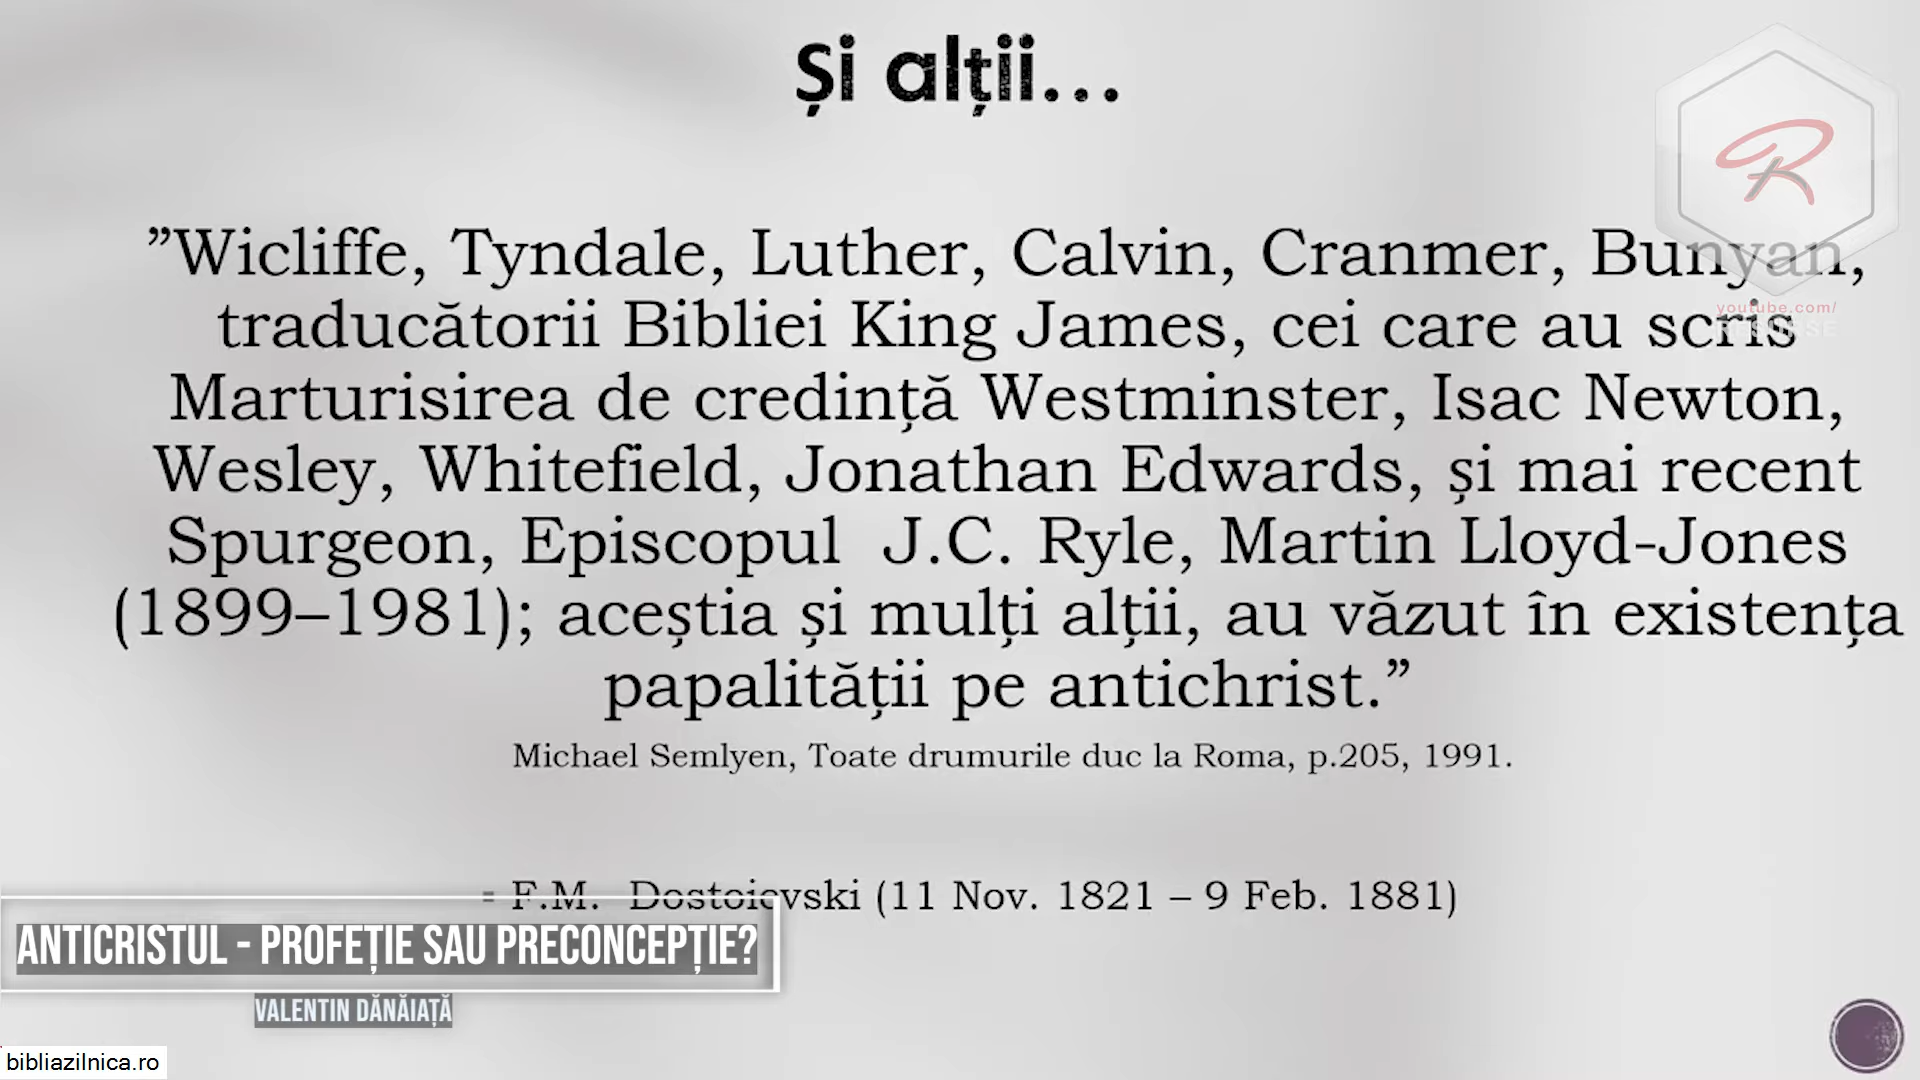 Și alții...
”Wicliffe, Tyndale, Luther, Calvin, Cranmer, Bunyan,
traducătorii Bibliei King James, cei care au scris
Marturisirea de credință Westminster, Isac Newton,
Wesley, Whitefield, Jonathan Edwards, și mai recent
Spurgeon, Episcopul J.C. Ryle, Martin Lloyd-Jones
(1899–1981); aceștia și mulți alții, au văzut în existența
papalității pe antichrist.”
Michael Semlyen, Toate drumurile duc la Roma, p.205, 1991.
F.M. Dostoievski (11 Nov. 1821 – 9 Feb. 1881)
ANTICRISTUL - PROFEȚIE SAU PRECONCEPȚIE?
VALENTIN DĂNĂIAȚĂ
bibliazilnica.ro
R
youtube.com/